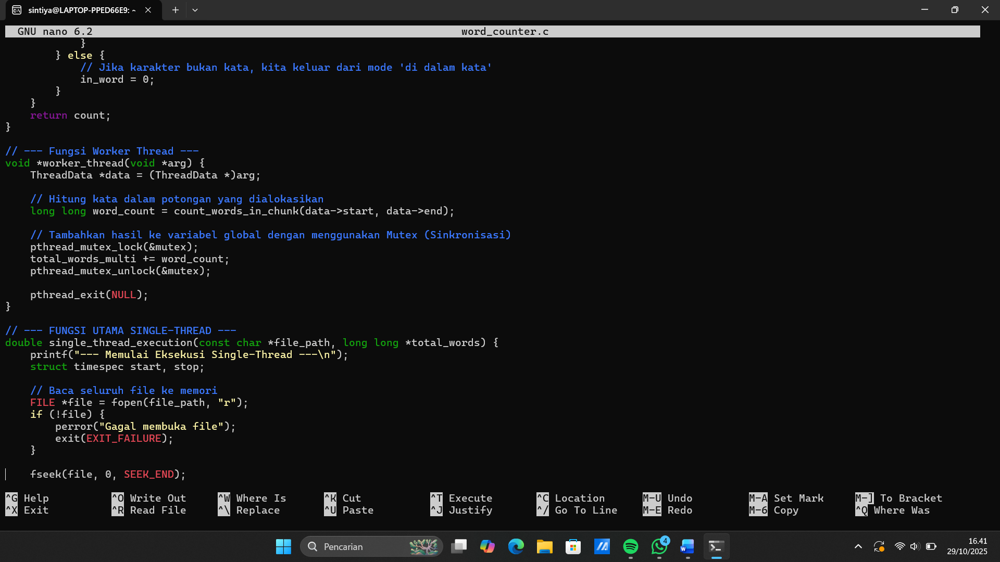 sintiya@LAPTOP-PPED66E9: ~
GNU nano 6.2 word_counter.c
            }
        } else {
            // Jika karakter bukan kata, kita keluar dari mode 'di dalam kata'
            in_word = 0;
        }
    }
    return count;
}

// --- Fungsi Worker Thread ---
void *worker_thread(void *arg) {
    ThreadData *data = (ThreadData *)arg;

    // Hitung kata dalam potongan yang dialokasikan
    long long word_count = count_words_in_chunk(data->start, data->end);

    // Tambahkan hasil ke variabel global dengan menggunakan Mutex (Sinkronisasi)
    pthread_mutex_lock(&mutex);
    total_words_multi += word_count;
    pthread_mutex_unlock(&mutex);

    pthread_exit(NULL);
}

// --- FUNGSI UTAMA SINGLE-THREAD ---
double single_thread_execution(const char *file_path, long long *total_words) {
    printf("--- Memulai Eksekusi Single-Thread ---\n");
    struct timespec start, stop;

    // Baca seluruh file ke memori
    FILE *file = fopen(file_path, "r");
    if (!file) {
        perror("Gagal membuka file");
        exit(EXIT_FAILURE);
    }

    fseek(file, 0, SEEK_END);

^G Help ^O Write Out ^W Where Is ^K Cut ^T Execute ^C Location M-U Undo M-A Set Mark M-] To Bracket
^X Exit ^R Read File ^\ Replace ^U Paste ^J Justify ^/ Go To Line M-E Redo M-6 Copy ^Q Where Was
Pencarian
4
16.41
29/10/2025